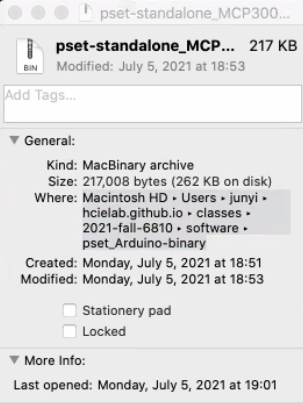 pset-standalone_MCP300...
BIN
pset-standalone_MCP... 217 KB
Modified: July 5, 2021 at 18:53
Add Tags...
General:
Kind: MacBinary archive
Size: 217,008 bytes (262 KB on disk)
Where: Macintosh HD ▸ Users ▸ junyi ▸
hcielab.github.io ▸ classes ▸
2021-fall-6810 ▸ software ▸
pset_Arduino-binary
Created: Monday, July 5, 2021 at 18:51
Modified: Monday, July 5, 2021 at 18:53
Stationery pad
Locked
More Info:
Last opened: Monday, July 5, 2021 at 19:01